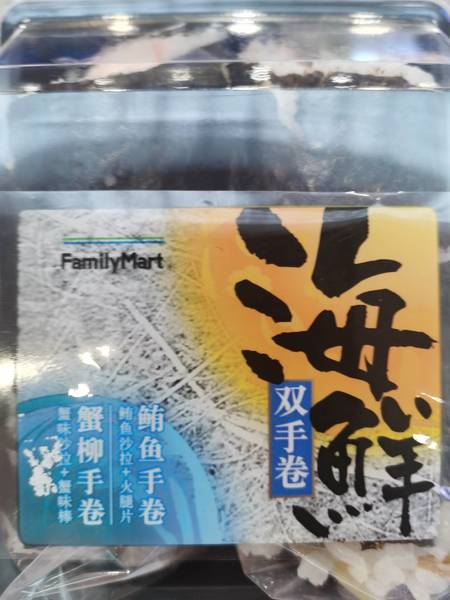 FamilyMart
海鮮
双手卷
鲔鱼手卷
鲔鱼沙拉+火腿片
蟹柳手卷
蟹味沙拉+蟹味棒